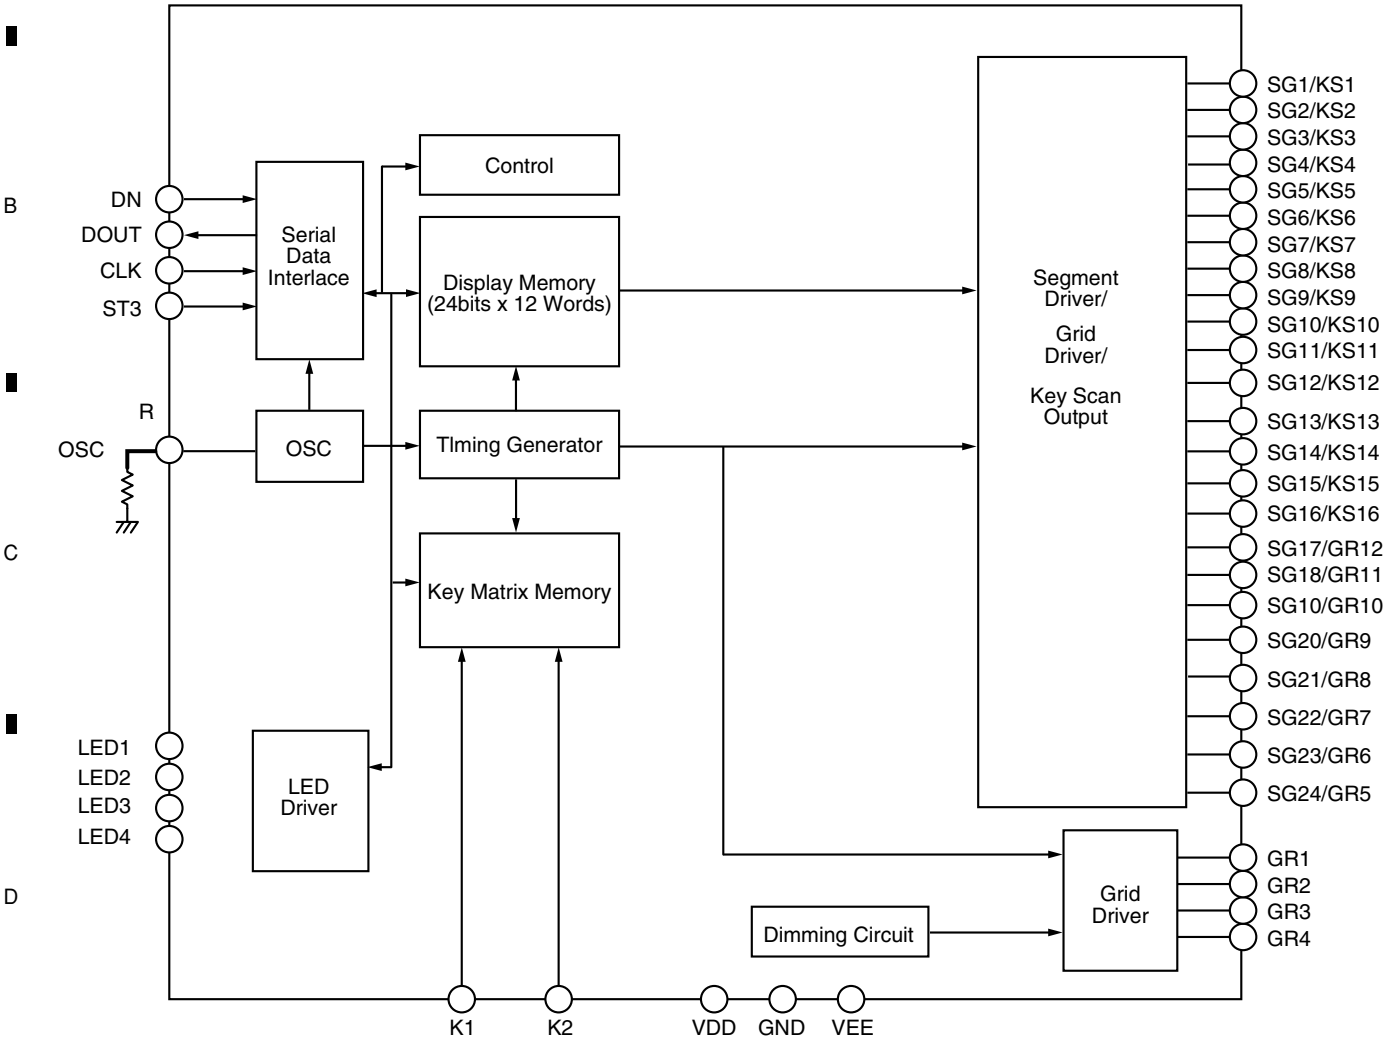 B
C
D
DN
DOUT
CLK
ST3
R
OSC
LED1
LED2
LED3
LED4
Serial
Data
Interlace
OSC
LED
Driver
Control
Display Memory
(24bits x 12 Words)
TIming Generator
Key Matrix Memory
Dimming Circuit
Segment
Driver/
Grid
Driver/
Key Scan
Output
Grid
Driver
SG1/KS1
SG2/KS2
SG3/KS3
SG4/KS4
SG5/KS5
SG6/KS6
SG7/KS7
SG8/KS8
SG9/KS9
SG10/KS10
SG11/KS11
SG12/KS12
SG13/KS13
SG14/KS14
SG15/KS15
SG16/KS16
SG17/GR12
SG18/GR11
SG10/GR10
SG20/GR9
SG21/GR8
SG22/GR7
SG23/GR6
SG24/GR5
GR1
GR2
GR3
GR4
K1
K2
VDD
GND
VEE